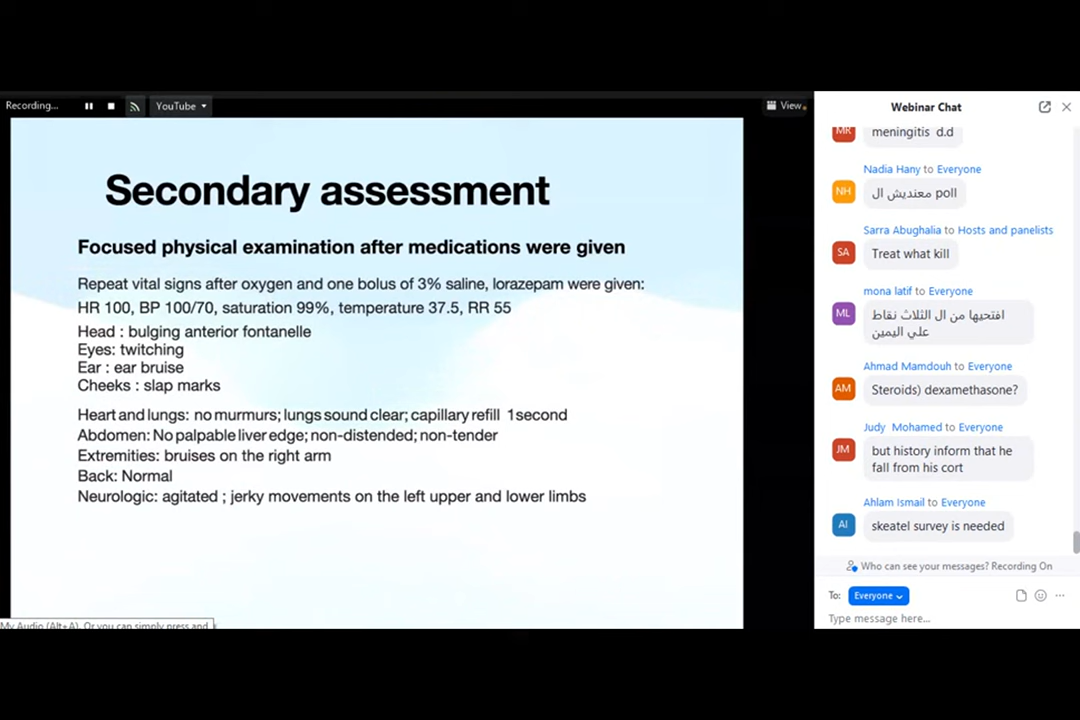 Recording...
YouTube
View
Secondary assessment
Focused physical examination after medications were given
Repeat vital signs after oxygen and one bolus of 3% saline, lorazepam were given:
HR 100, BP 100/70, saturation 99%, temperature 37.5, RR 55
Head : bulging anterior fontanelle
Eyes: twitching
Ear : ear bruise
Cheeks : slap marks
Heart and lungs: no murmurs; lungs sound clear; capillary refill 1second
Abdomen: No palpable liver edge; non-distended; non-tender
Extremities: bruises on the right arm
Back: Normal
Neurologic: agitated ; jerky movements on the left upper and lower limbs
My Audio (Alt+A). Or you can simply press and
Webinar Chat
MR
meningitis d.d
Nadia Hany to Everyone
NH
معنديش ال poll
Sarra Abughalia to Hosts and panelists
SA
Treat what kill
mona latif to Everyone
ML
افتحيها من ال الثلاث نقاط
علي اليمين
Ahmad Mamdouh to Everyone
AM
Steroids) dexamethasone?
Judy Mohamed to Everyone
JM
but history inform that he
fall from his cort
Ahlam Ismail to Everyone
AI
skeatel survey is needed
Who can see your messages? Recording On
To: Everyone
Type message here...